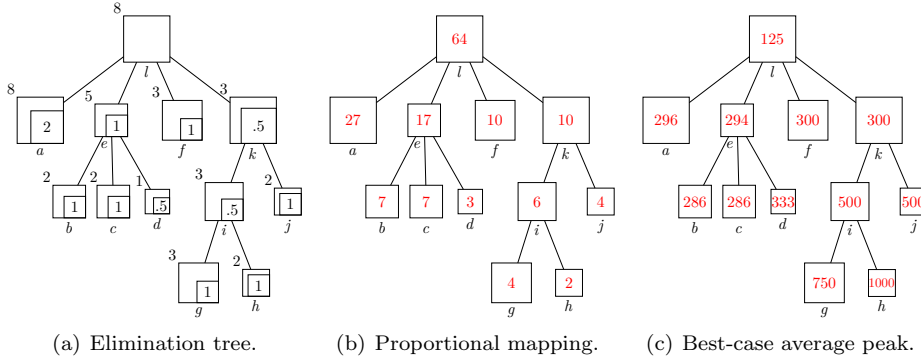 8
l
8
2
a
5
1
e
3
1
f
3
.5
k
2
1
b
2
1
c
1
.5
d
3
.5
i
2
1
j
3
1
g
2
1
h
(a) Elimination tree.
64
l
27
a
17
e
10
f
10
k
7
b
7
c
3
d
6
i
4
j
4
g
2
h
(b) Proportional mapping.
125
l
296
a
294
e
300
f
300
k
286
b
286
c
333
d
500
i
500
j
750
g
1000
h
(c) Best-case average peak.